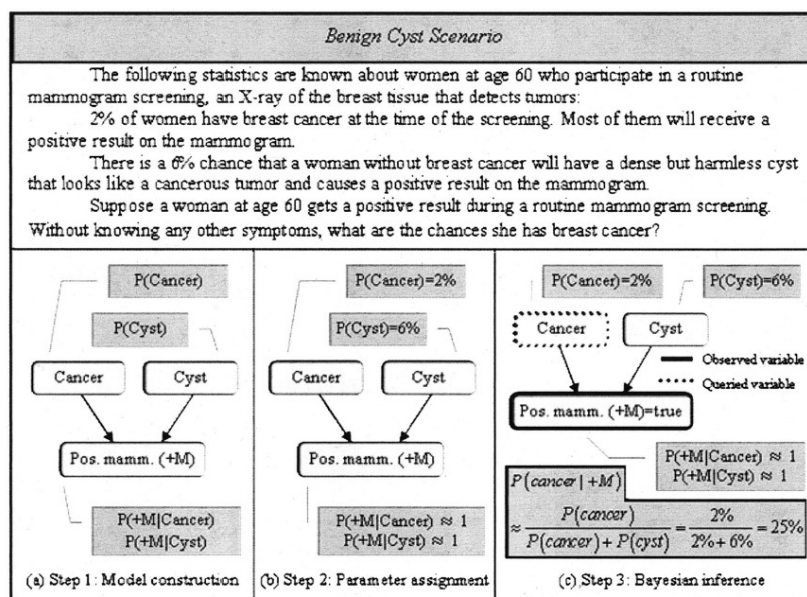 Benign Cyst Scenario
The following statistics are known about women at age 60 who participate in a routine
mammogram screening, an X-ray of the breast tissue that detects tumors:
2% of women have breast cancer at the time of the screening. Most of them will receive a
positive result on the mammogram.
There is a 6% chance that a woman without breast cancer will have a dense but harmless cyst
that looks like a cancerous tumor and causes a positive result on the mammogram.
Suppose a woman at age 60 gets a positive result during a routine mammogram screening.
Without knowing any other symptoms, what are the chances she has breast cancer?
P(Cancer)
P(Cyst)
Cancer
Cyst
Pos. mamm. (+M)
P(+M|Cancer)
P(+M|Cyst)
(a) Step 1: Model construction
P(Cancer)=2%
P(Cyst)=6%
Cancer
Cyst
Pos. mamm. (+M)
P(+M|Cancer) ≈ 1
P(+M|Cyst) ≈ 1
(b) Step 2: Parameter assignment
P(Cancer)=2%
P(Cyst)=6%
Cancer
Cyst
Observed variable
Queried variable
Pos. mamm. (+M)=true
P(+M|Cancer) ≈ 1
P(+M|Cyst) ≈ 1
P(cancer | +M)
≈ P(cancer) / P(cancer) + P(cyst) = 2% / 2% + 6% = 25%
(c) Step 3: Bayesian inference